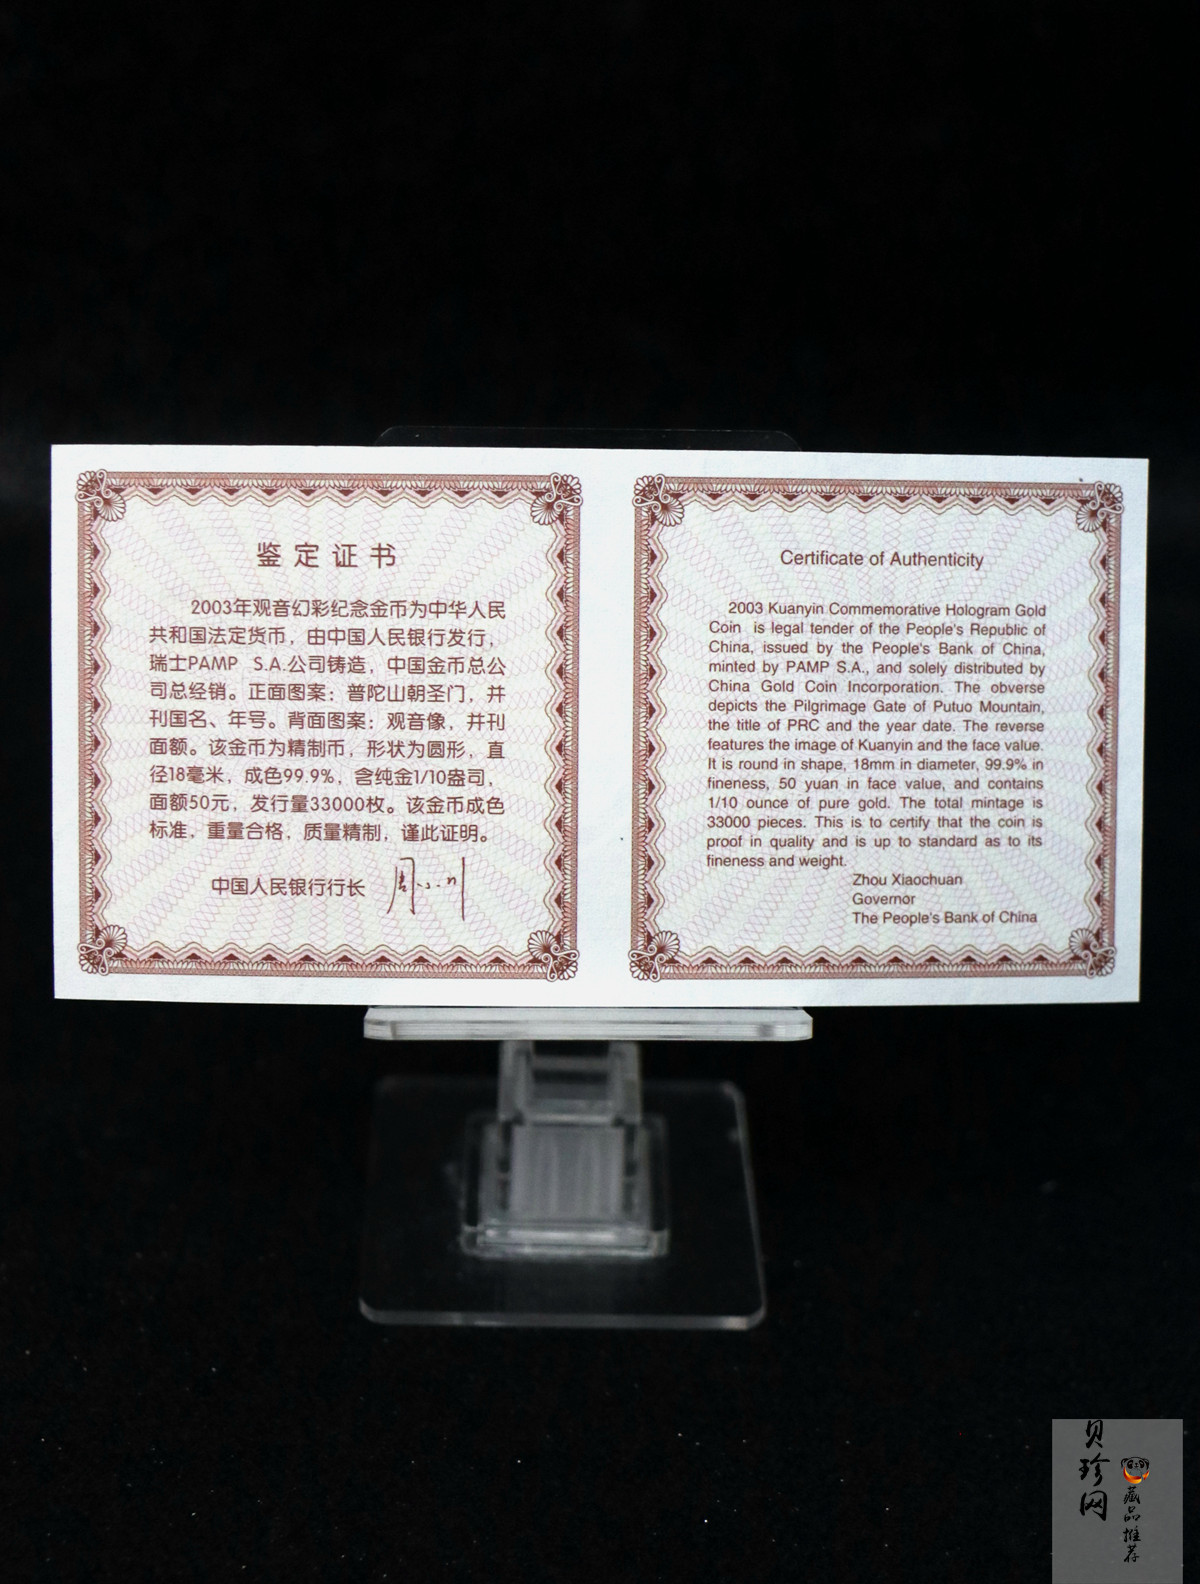 鉴定证书
2003年观音幻彩纪念金币为中华人民
共和国法定货币，由中国人民银行发行，
瑞士PAMP S.A.公司铸造，中国金币总公
司总经销。正面图案：普陀山朝圣门，并
刊国名、年号。背面图案：观音像，并刊
面额。该金币为精制币，形状为圆形，直
径18毫米，成色99.9%，含纯金1/10盎司，
面额50元，发行量33000枚。该金币成色
标准，重量合格，质量精制，谨此证明。
中国人民银行行长 周小川
Certificate of Authenticity
2003 Kuanyin Commemorative Hologram Gold
Coin is legal tender of the People's Republic of
China, issued by the People's Bank of China,
minted by PAMP S.A., and solely distributed by
China Gold Coin Incorporation. The obverse
depicts the Pilgrimage Gate of Putuo Mountain,
the title of PRC and the year date. The reverse
features the image of Kuanyin and the face value.
It is round in shape, 18mm in diameter, 99.9% in
fineness, 50 yuan in face value, and contains
1/10 ounce of pure gold. The total mintage is
33000 pieces. This is to certify that the coin is
proof in quality and is up to standard as to its
fineness and weight.
Zhou Xiaochuan
Governor
The People's Bank of China
贝珍网
藏品推荐